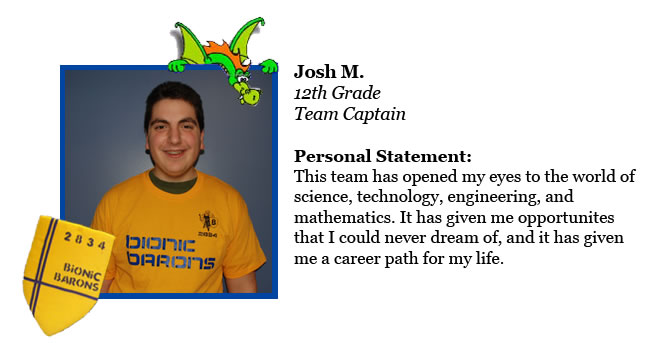 Josh M.
12th Grade
Team Captain
Personal Statement:
This team has opened my eyes to the world of
science, technology, engineering, and
mathematics. It has given me opportunites
that I could never dream of, and it has given
me a career path for my life.
BIONIC
BARONS
2834
2834
BIONIC
BARONS